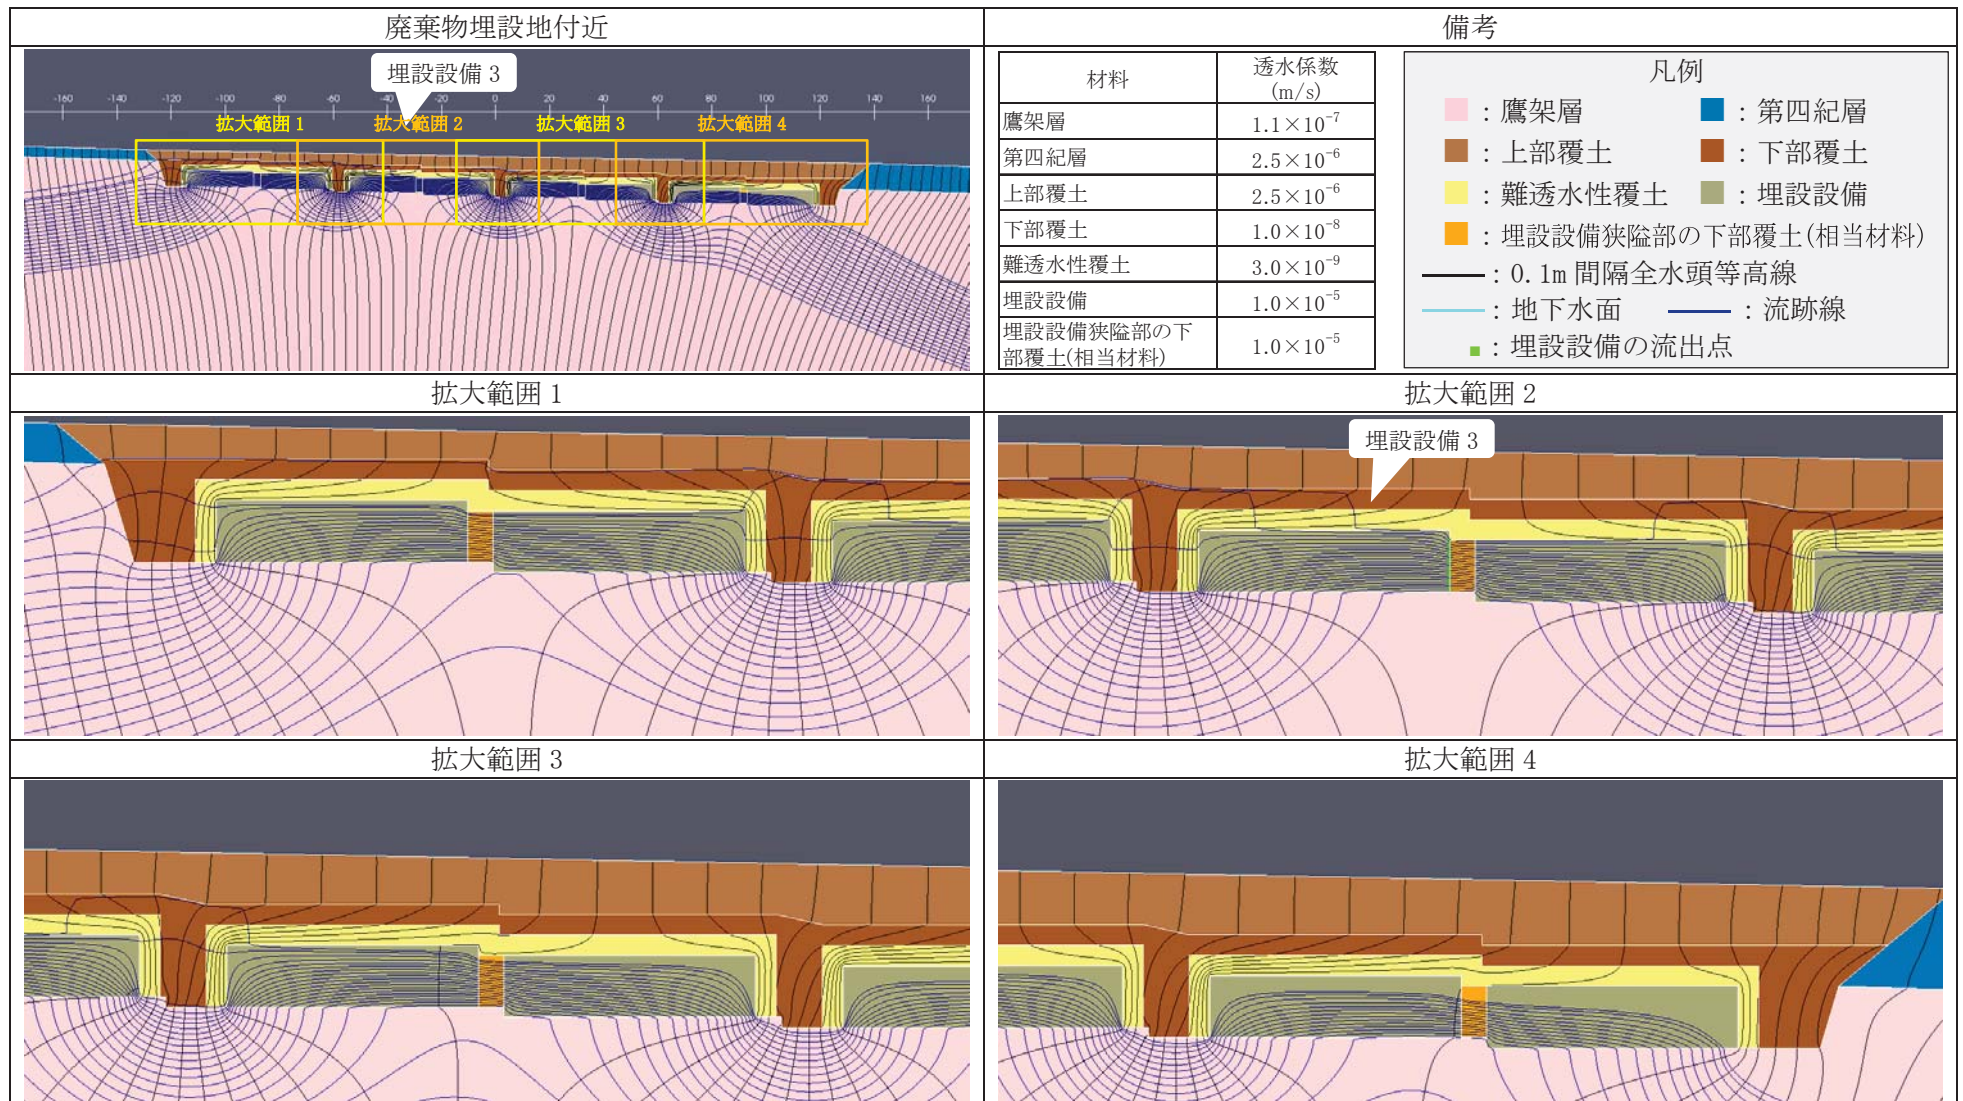 廃棄物埋設地付近
備考
埋設設備 3
-160 -140 -120 -100 -80 -60 -40 -20 0 20 40 60 80 100 120 140 160
拡大範囲 1 拡大範囲 2 拡大範囲 3 拡大範囲 4
材料 透水係数
(m/s)
鷹架層 1.1×10⁻⁷
第四紀層 2.5×10⁻⁶
上部覆土 2.5×10⁻⁶
下部覆土 1.0×10⁻⁸
難透水性覆土 3.0×10⁻⁹
埋設設備 1.0×10⁻⁵
埋設設備狭隘部の下
部覆土(相当材料) 1.0×10⁻⁵
凡例
：鷹架層 ：第四紀層
：上部覆土 ：下部覆土
：難透水性覆土 ：埋設設備
：埋設設備狭隘部の下部覆土(相当材料)
：0.1m 間隔全水頭等高線
：地下水面 ：流跡線
：埋設設備の流出点
拡大範囲 1
拡大範囲 2
埋設設備 3
拡大範囲 3
拡大範囲 4